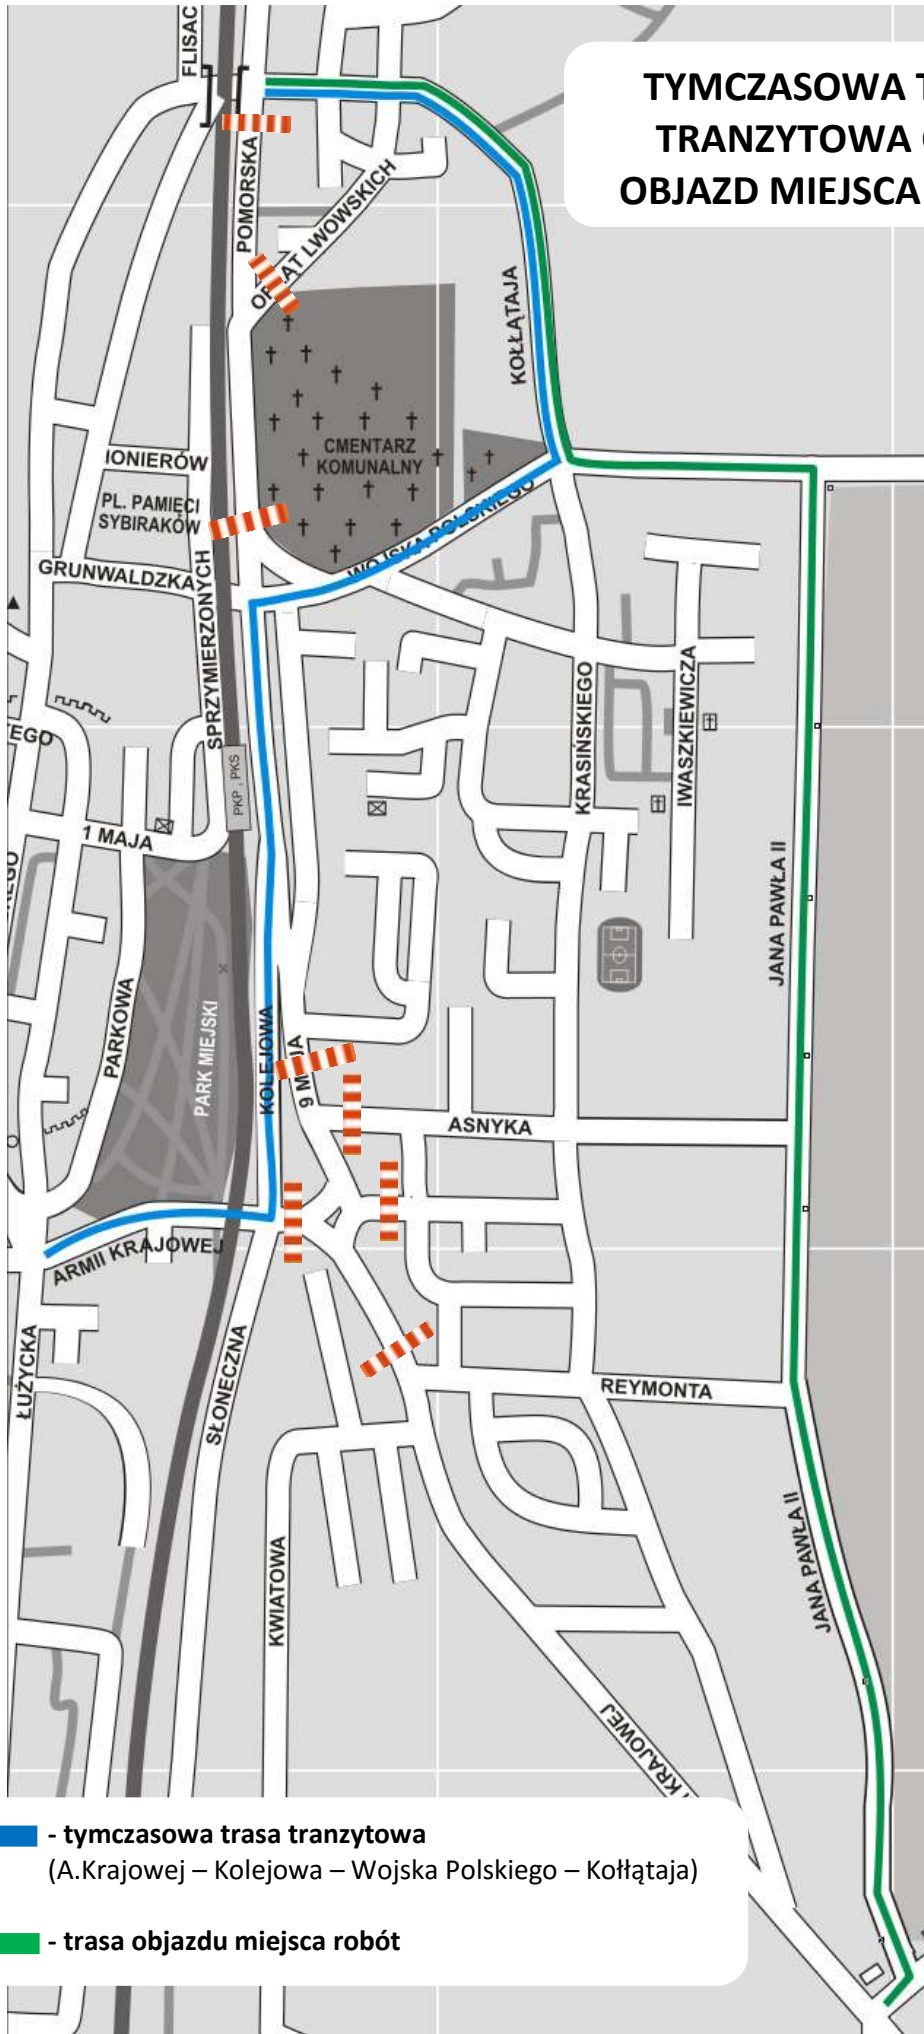 FLISAC
TYMCZASOWA T
TRANZYTOWA
OBJAZD MIEJSCA
POMORSKA
LWOWSKICH
KOŁŁĄTAJA
CMENTARZ
KOMUNALNY
IONIERÓW
PL. PAMIĘCI
SYBIRAKÓW
WOJSKA POLSKIEGO
GRUNWALDZKA
SPRZYMIERZONYCH
EGO
PKP , PKS
KRASIŃSKIEGO
IWASZKIEWICZA
1 MAJA
JANA PAWŁA II
PARKOWA
PARK MIEJSKI
KOLEJOWA
9 MAJA
ASNYKA
ARMII KRAJOWEJ
ŁUŻYCKA
SŁONECZNA
REYMONTA
JANA PAWŁA II
KWIATOWA
KRAJOWEJ
- tymczasowa trasa tranzytowa
(A.Krajowej – Kolejowa – Wojska Polskiego – Kołłątaja)
- trasa objazdu miejsca robót